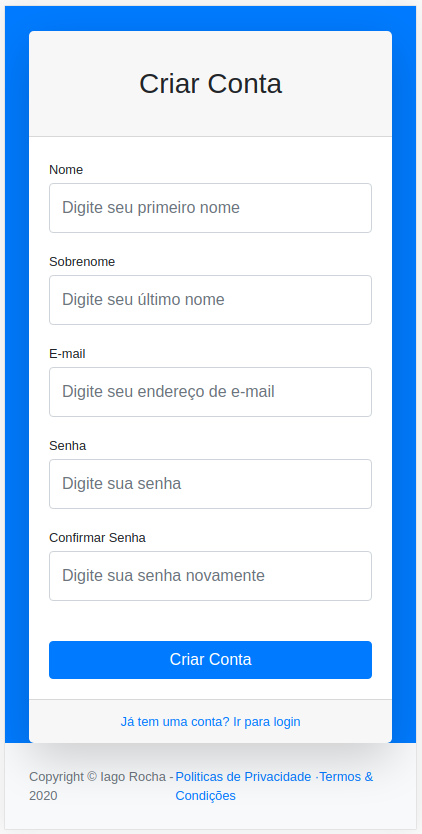 Criar Conta
Nome
Digite seu primeiro nome
Sobrenome
Digite seu último nome
E-mail
Digite seu endereço de e-mail
Senha
Digite sua senha
Confirmar Senha
Digite sua senha novamente
Criar Conta
Já tem uma conta? Ir para login
Copyright © Iago Rocha - 
2020
Politicas de Privacidade ·Termos &
Condições